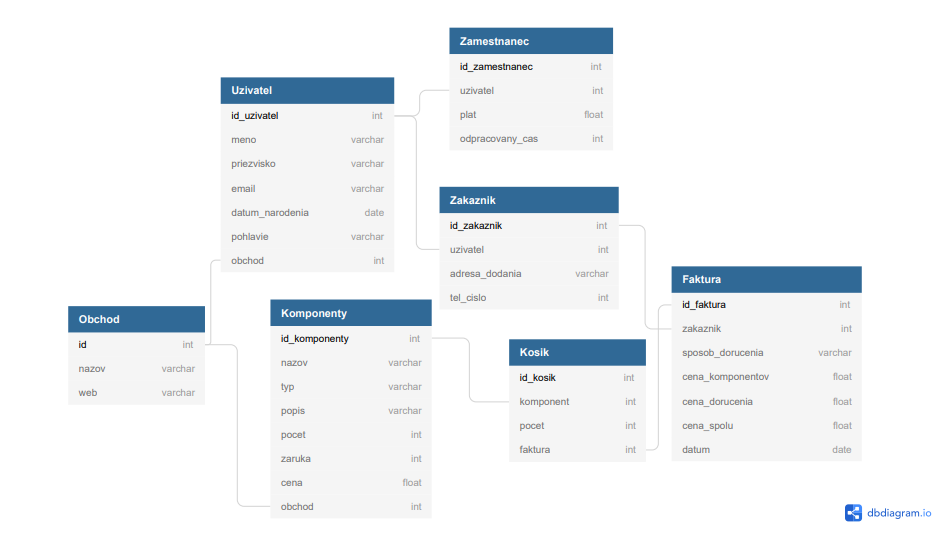 Zamestnanec
id_zamestnanec int
uzivatel int
plat float
odpracovany_cas int
Uzivatel
id_uzivatel int
meno varchar
priezvisko varchar
email varchar
datum_narodenia date
pohlavie varchar
obchod int
Zakaznik
id_zakaznik int
uzivatel int
adresa_dodania varchar
tel_cislo int
Faktura
id_faktura int
zakaznik int
sposob_dorucenia varchar
cena_komponentov float
cena_dorucenia float
cena_spolu float
datum date
Obchod
id int
nazov varchar
web varchar
Komponenty
id_komponenty int
nazov varchar
typ varchar
popis varchar
pocet int
zaruka int
cena float
obchod int
Kosik
id_kosik int
komponent int
pocet int
faktura int
dbdiagram.io